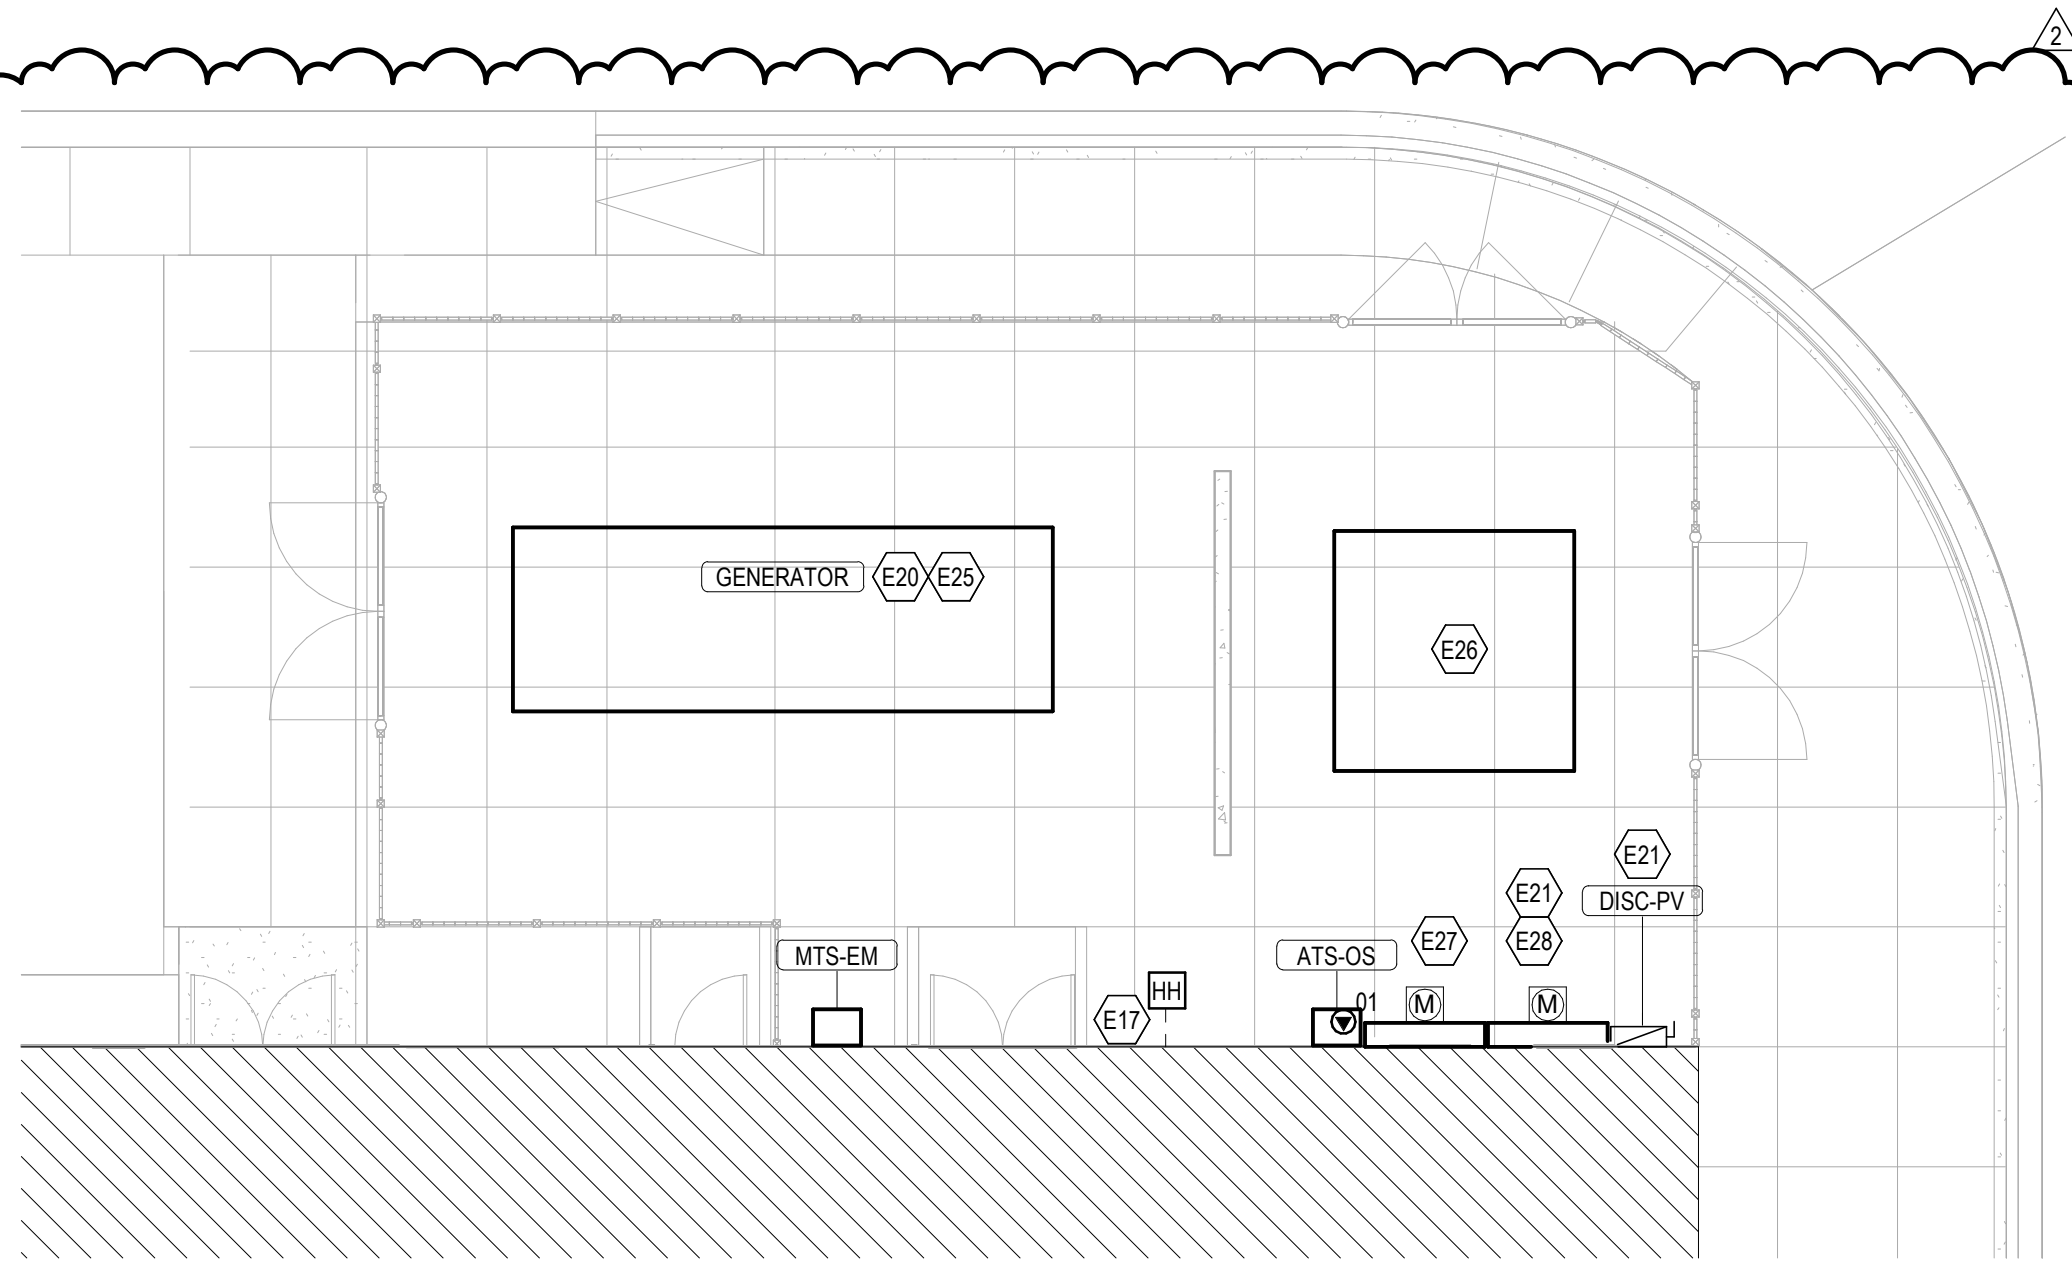 2
GENERATOR E20 E25
E26
E21
E21
DISC-PV
E27 E28
MTS-EM
ATS-OS
HH
01
M M
E17